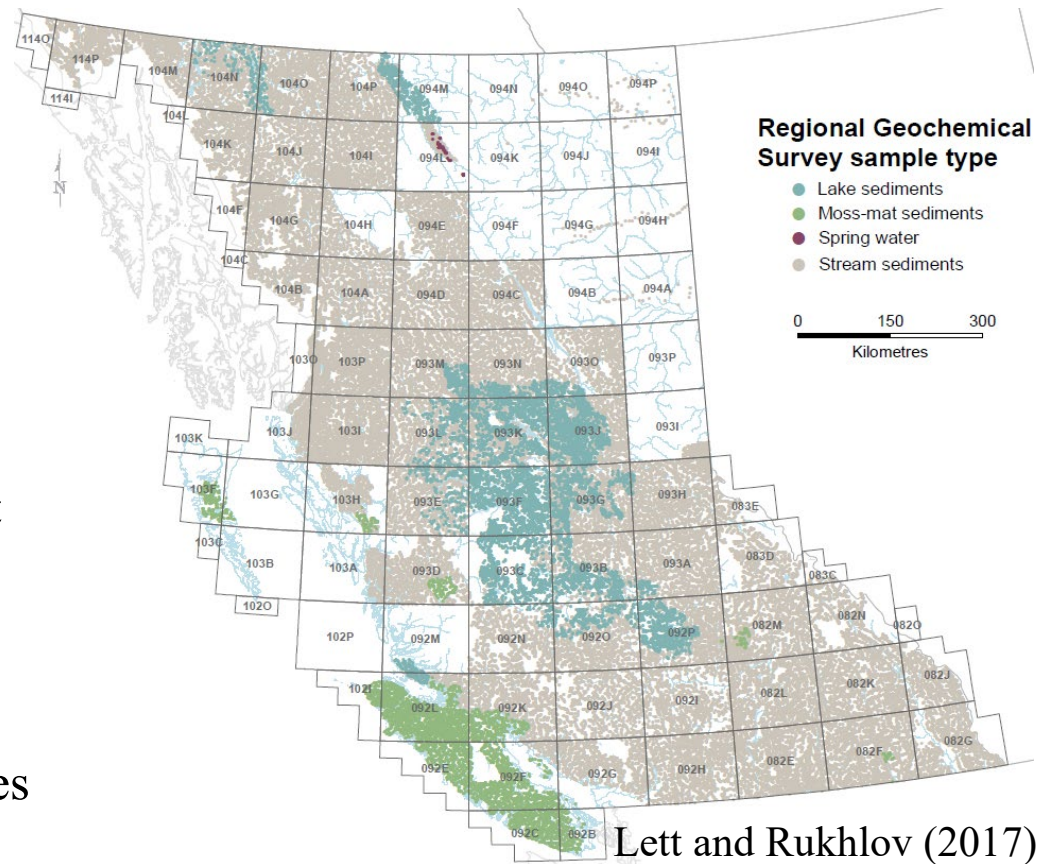 114O
114P
104M
104N
104O
104P
094M
094N
094O
094P
114I
104L
104K
104J
104I
094L
094K
094J
094I
Regional Geochemical
Survey sample type
Lake sediments
Moss-mat sediments
Spring water
Stream sediments
N
104F
104G
104H
094E
094F
094G
094H
104C
104B
104A
094D
094C
094B
094A
0 150 300
Kilometres
103O
103P
093M
093N
093O
093P
103K
103J
103I
093L
093K
093J
093I
103F
103G
103H
093E
093F
093G
093H
083E
103C
103B
103A
093D
093C
093B
093A
083D
083C
102O
102P
092M
092N
092O
092P
082M
082N
082O
102I
092L
092K
092J
092I
082L
082K
082J
092E
092F
092G
092H
082E
082F
082G
092C
092B
es
Lett and Rukhlov (2017)